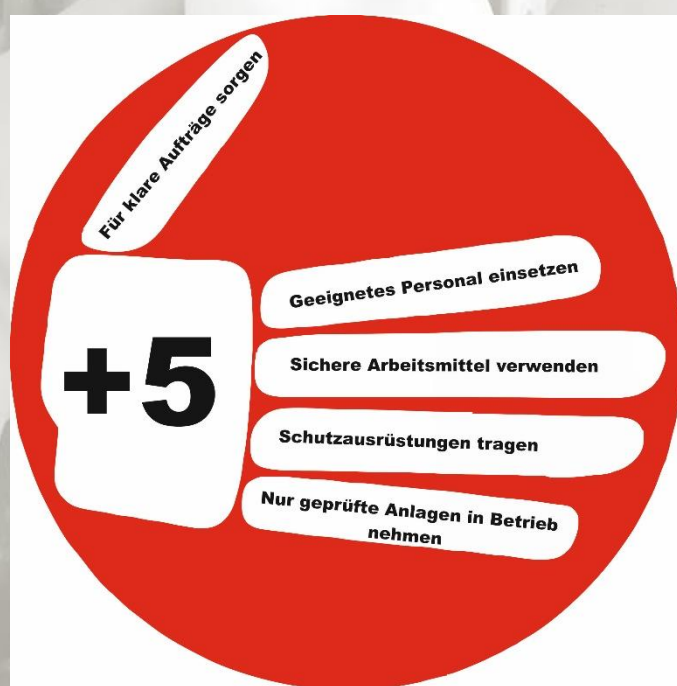 Für klare Aufträge sorgen
+5
Geeignetes Personal einsetzen
Sichere Arbeitsmittel verwenden
Schutzausrüstungen tragen
Nur geprüfte Anlagen in Betrieb
nehmen